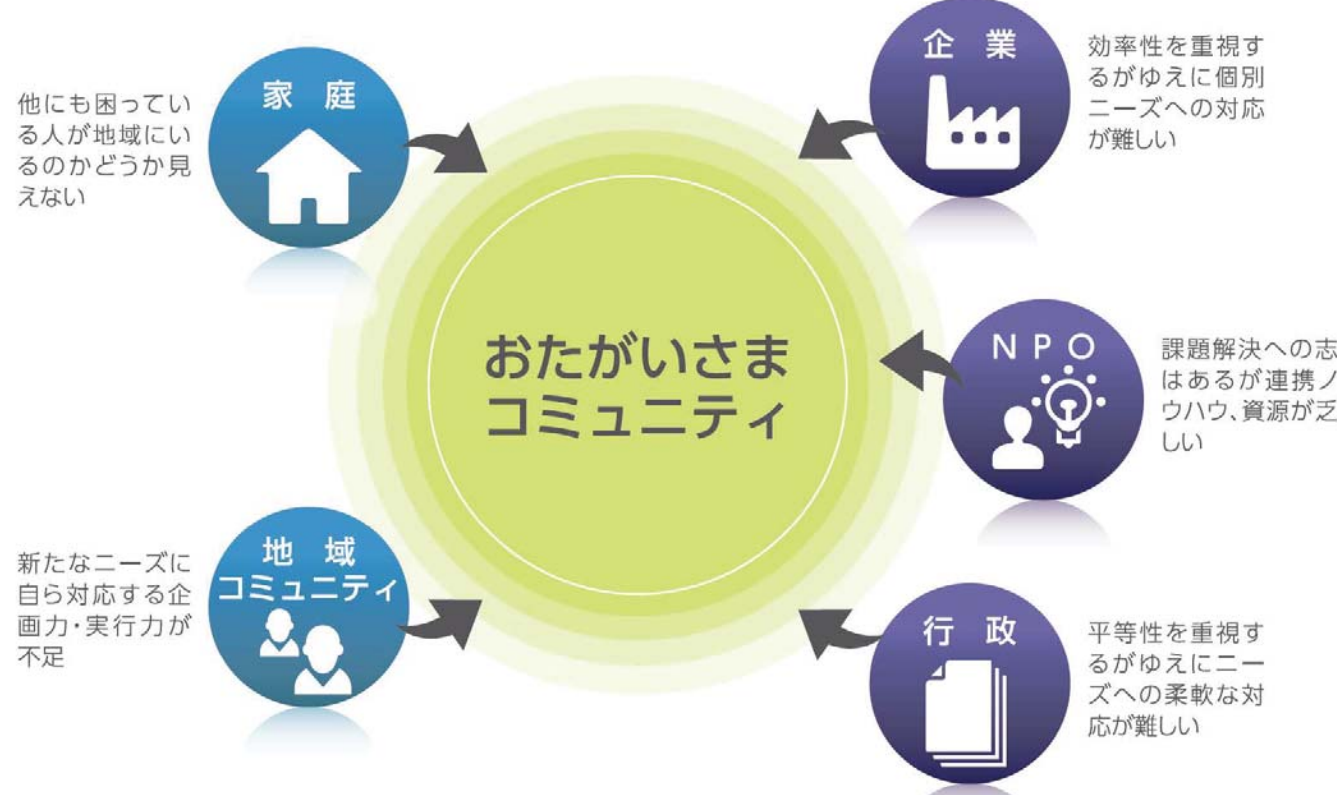 家庭
他にも困ってい
る人が地域にい
るのかどうか見
えない
企業
効率性を重視す
るがゆえに個別
ニーズへの対応
が難しい
おたがいさま
コミュニティ
NPO
課題解決への志
はあるが連携ノ
ウハウ、資源が乏
しい
地域
コミュニティ
新たなニーズに
自ら対応する企
画力・実行力が
不足
行政
平等性を重視す
るがゆえにニー
ズへの柔軟な対
応が難しい